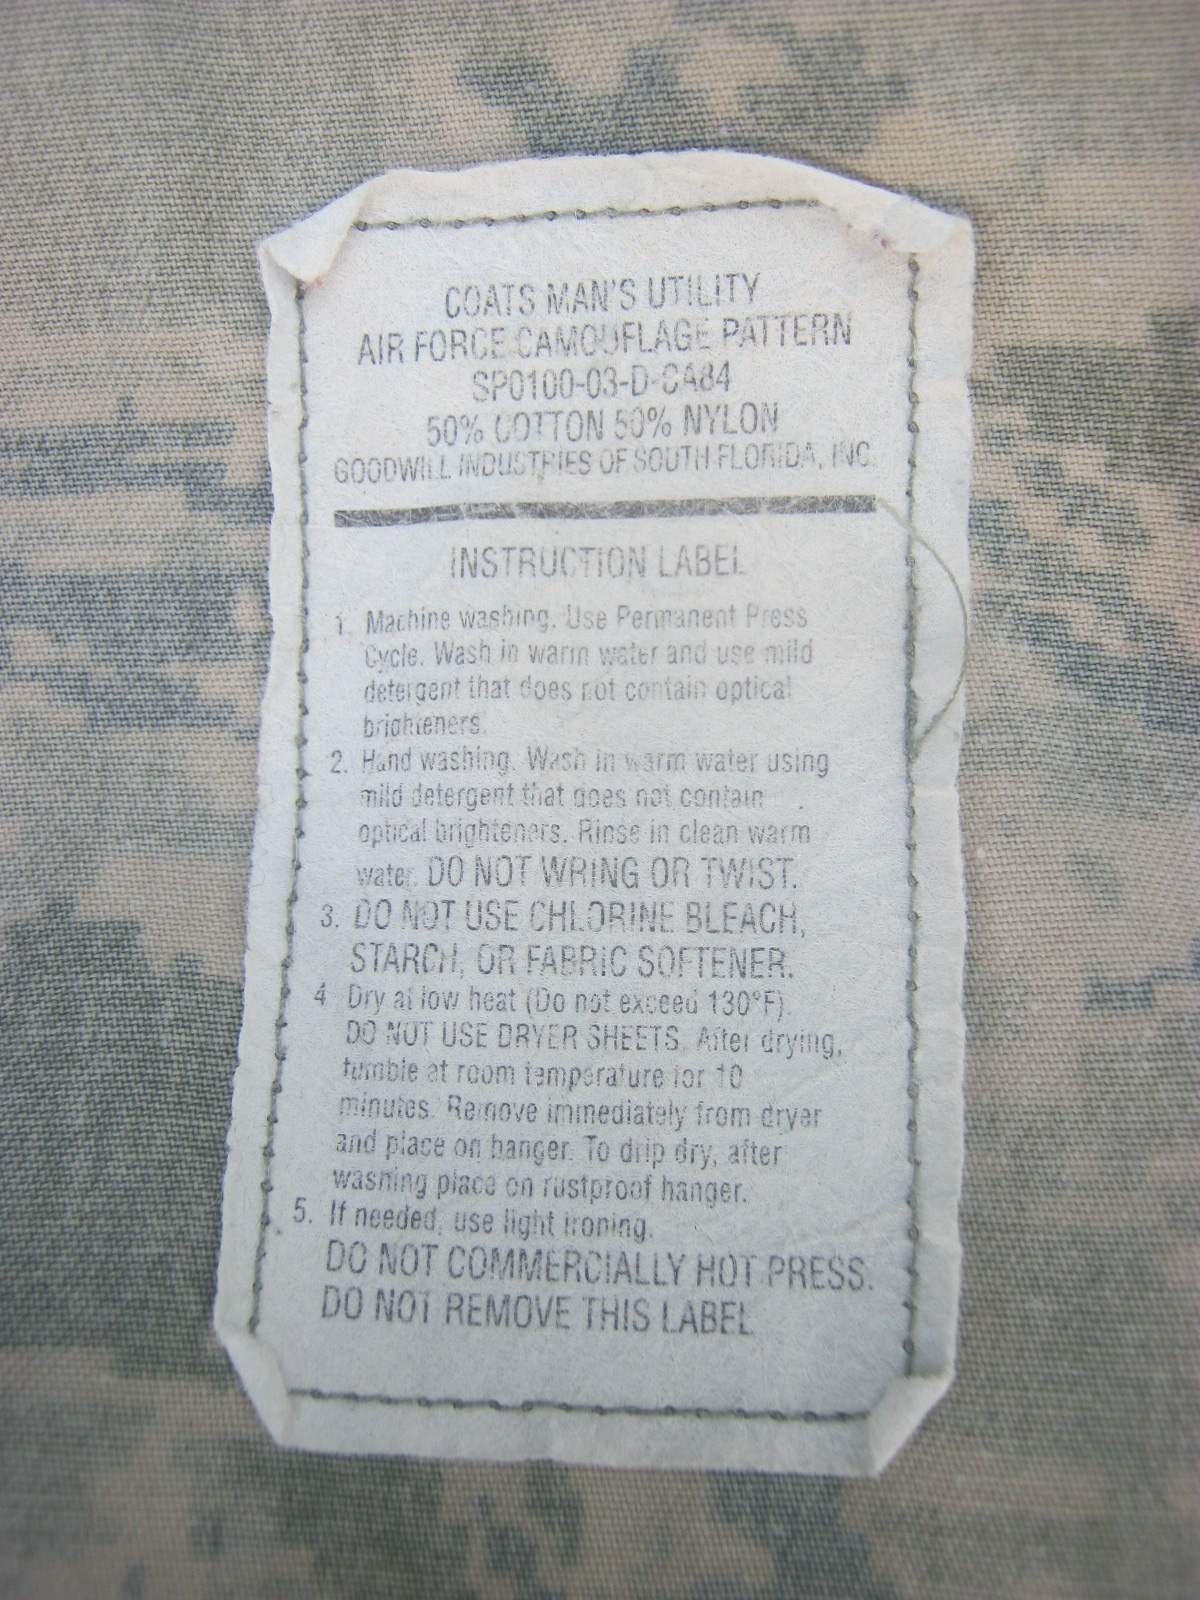 COATS MAN'S UTILITY
AIR FORCE CAMOUFLAGE PATTERN
SP0100-03-D-CA84
50% COTTON 50% NYLON
GOODWILL INDUSTRIES OF SOUTH FLORIDA, INC.
INSTRUCTION LABEL
1. Machine washing. Use Permanent Press
Cycle. Wash in warm water and use mild
detergent that does not contain optical
brighteners.
2. Hand washing. Wash in warm water using
mild detergent that does not contain
optical brighteners. Rinse in clean warm
water. DO NOT WRING OR TWIST.
3. DO NOT USE CHLORINE BLEACH,
STARCH, OR FABRIC SOFTENER.
4. Dry at low heat (Do not exceed 130°F).
DO NOT USE DRYER SHEETS. After drying,
tumble at room temperature for 10
minutes. Remove immediately from dryer
and place on hanger. To drip dry, after
washing place on rustproof hanger.
5. If needed, use light ironing.
DO NOT COMMERCIALLY HOT PRESS.
DO NOT REMOVE THIS LABEL